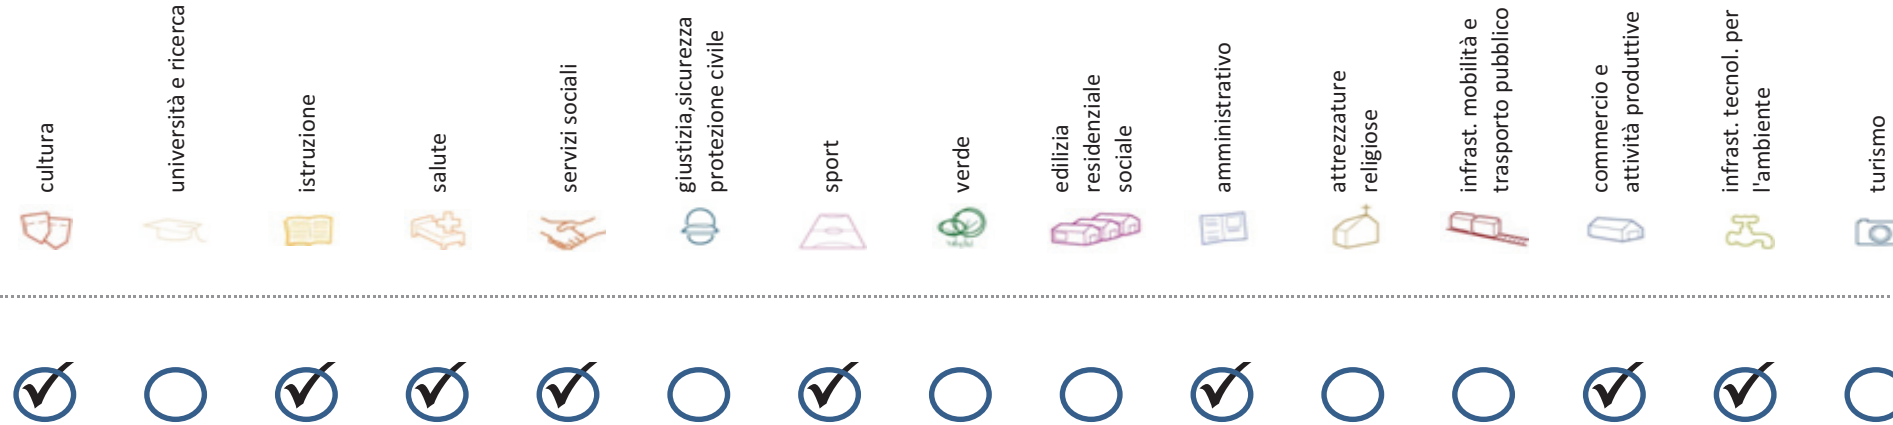 cultura
università e ricerca
istruzione
salute
servizi sociali
giustizia,sicurezza
protezione civile
sport
verde
edilizia
residenziale
sociale
amministrativo
attrezzature
religiose
infrast. mobilità e
trasporto pubblico
commercio e
attività produttive
infrast. tecnol. per
l'ambiente
turismo